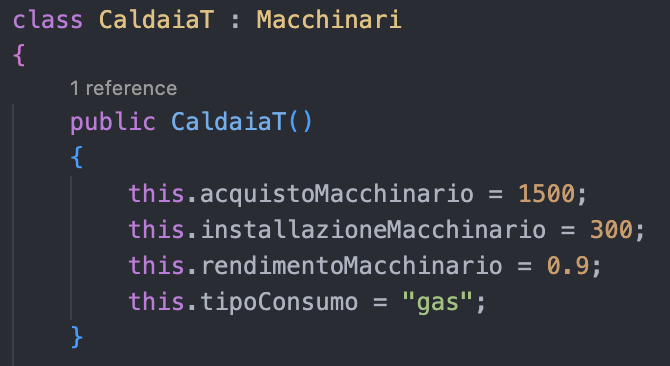 class CaldaiaT : Macchinari
{
1 reference
public CaldaiaT()
{
this.acquistoMacchinario = 1500;
this.installazioneMacchinario = 300;
this.rendimentoMacchinario = 0.9;
this.tipoConsumo = "gas";
}